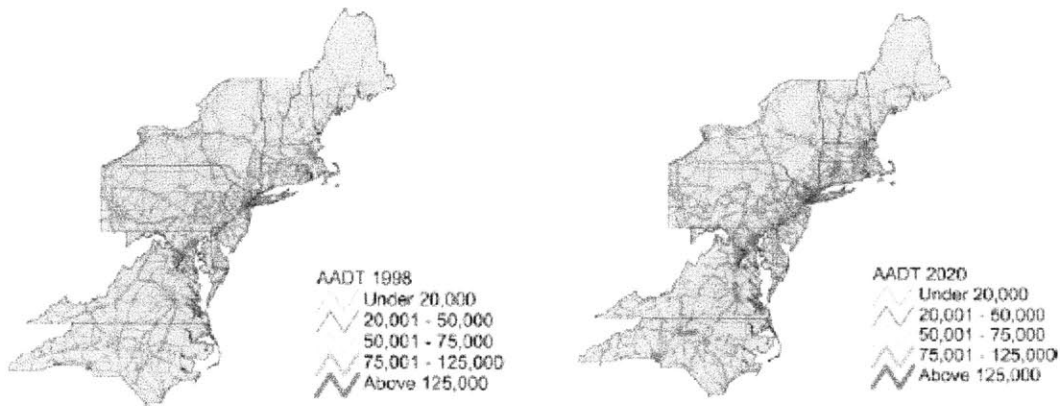 AADT 1998
Under 20,000
20,001 - 50,000
50,001 - 75,000
75,001 - 125,000
Above 125,000
AADT 2020
Under 20,000
20,001 - 50,000
50,001 - 75,000
75,001 - 125,000
Above 125,000